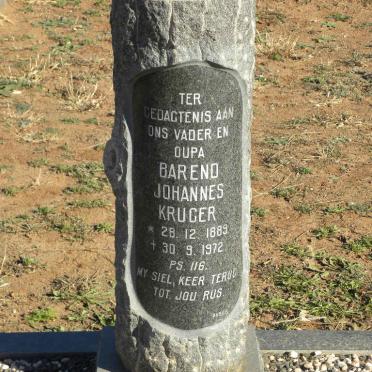 TER
GEDAGTENIS AAN
ONS VADER EN
OUPA
BAREND
JOHANNES
KRUGER
* 28. 12. 1889
+ 30. 9. 1972
PS. 116.
MY SIEL, KEER TERUG
TOT JOU RUS.